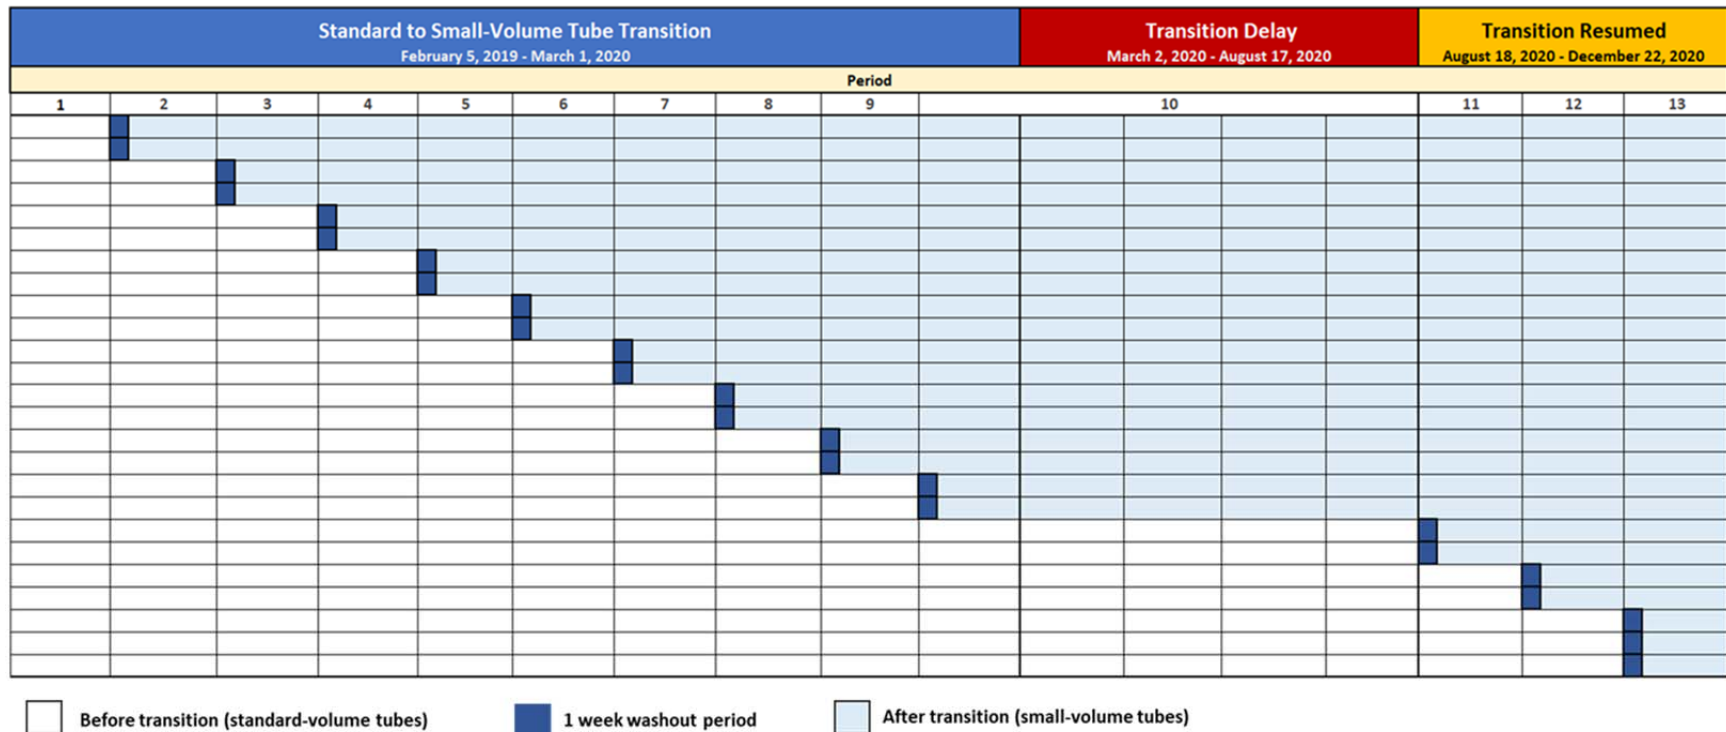 Standard to Small-Volume Tube Transition
February 5, 2019 - March 1, 2020
Transition Delay
March 2, 2020 - August 17, 2020
Transition Resumed
August 18, 2020 - December 22, 2020
Period
1 2 3 4 5 6 7 8 9 10 11 12 13
Before transition (standard-volume tubes)
1 week washout period
After transition (small-volume tubes)